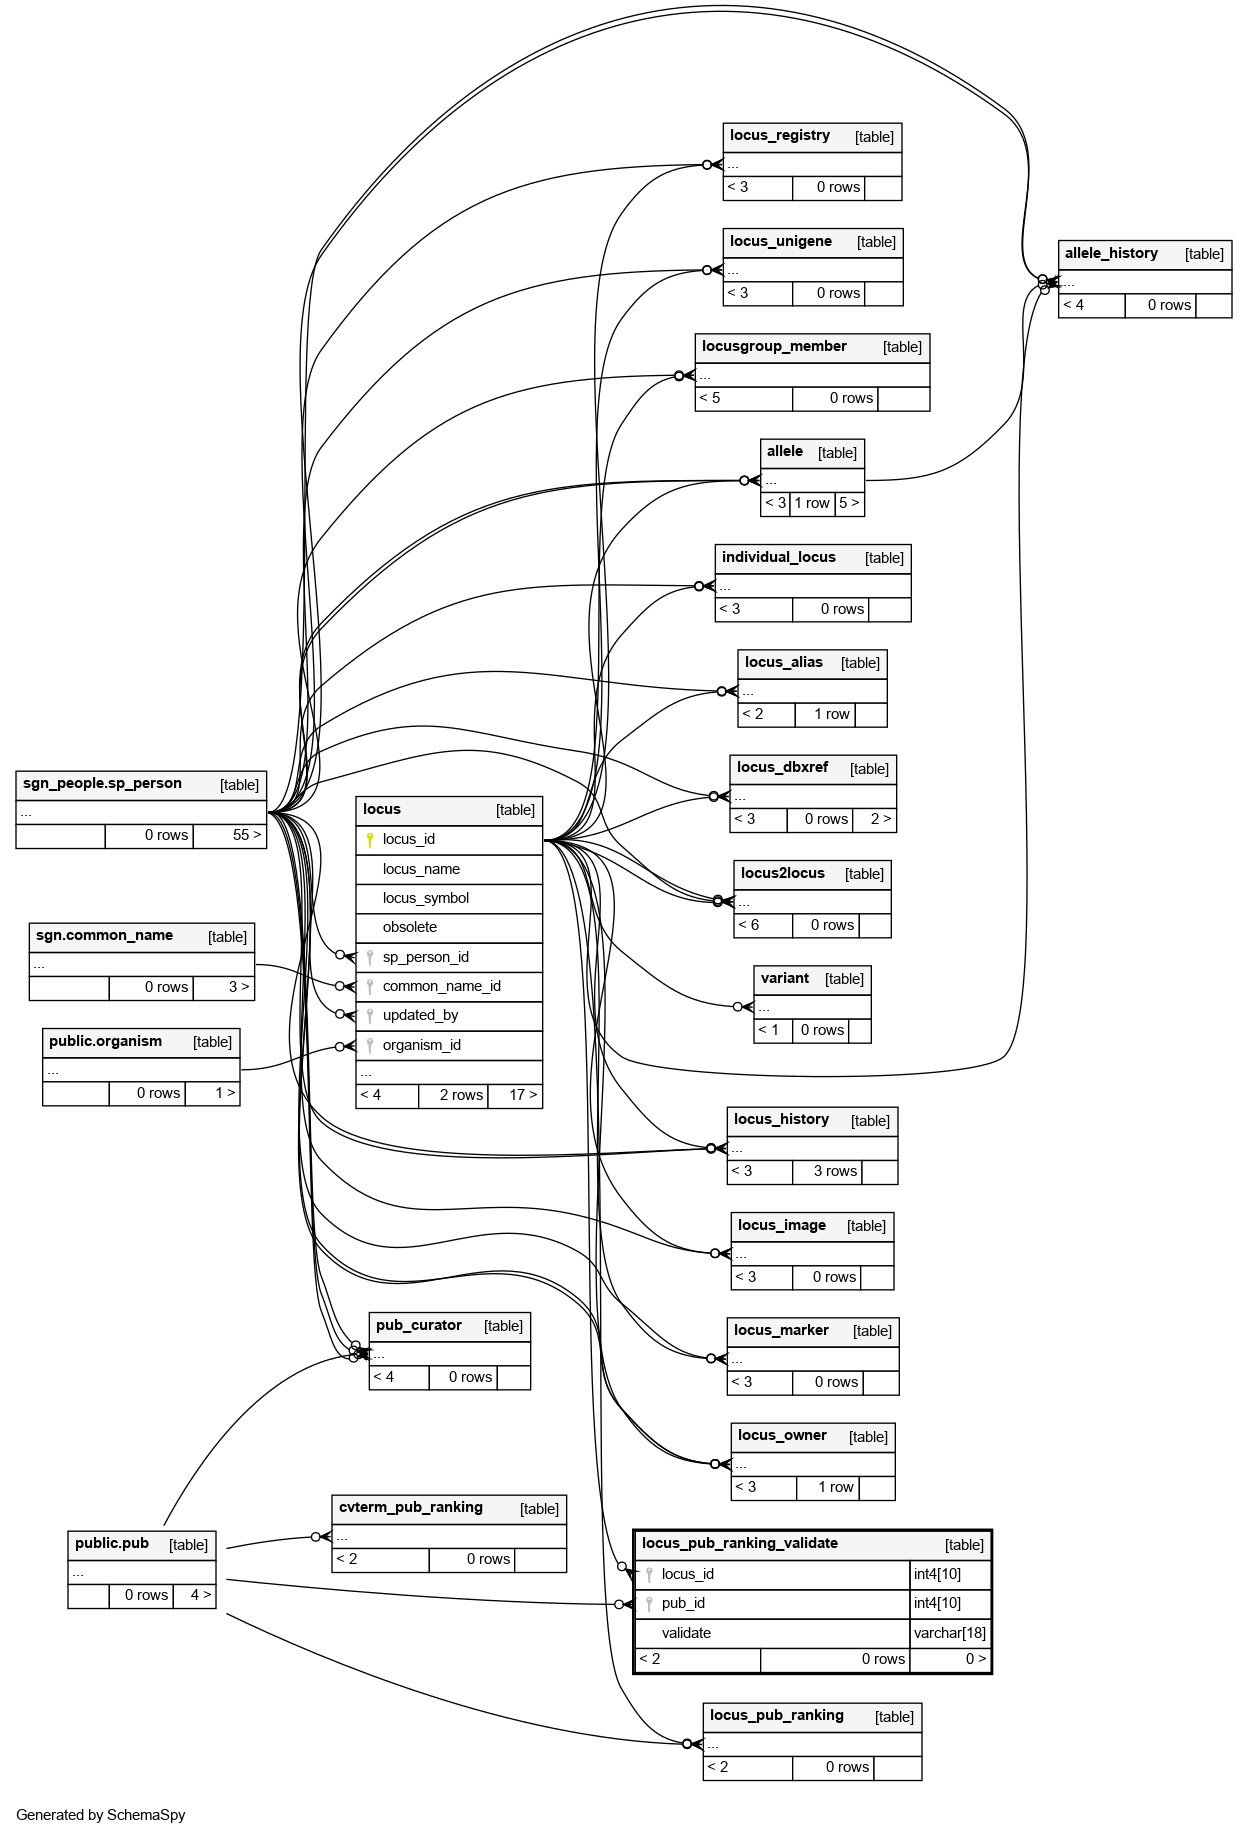 locus_registry [table]
...
< 3 0 rows
locus_unigene [table]
...
< 3 0 rows
allele_history [table]
...
< 4 0 rows
locusgroup_member [table]
...
< 5 0 rows
allele [table]
...
< 3 1 row 5 >
individual_locus [table]
...
< 3 0 rows
locus_alias [table]
...
< 2 1 row
locus_dbxref [table]
...
< 3 0 rows 2 >
sgn_people.sp_person [table]
...
0 rows 55 >
locus [table]
locus_id
locus_name
locus_symbol
obsolete
sp_person_id
common_name_id
updated_by
organism_id
...
< 4 2 rows 17 >
locus2locus [table]
...
< 6 0 rows
sgn.common_name [table]
...
0 rows 3 >
variant [table]
...
< 1 0 rows
public.organism [table]
...
0 rows 1 >
locus_history [table]
...
< 3 3 rows
locus_image [table]
...
< 3 0 rows
pub_curator [table]
...
< 4 0 rows
locus_marker [table]
...
< 3 0 rows
locus_owner [table]
...
< 3 1 row
cvterm_pub_ranking [table]
...
< 2 0 rows
public.pub [table]
...
0 rows 4 >
locus_pub_ranking_validate [table]
locus_id int4[10]
pub_id int4[10]
validate varchar[18]
< 2 0 rows 0 >
locus_pub_ranking [table]
...
< 2 0 rows
Generated by SchemaSpy